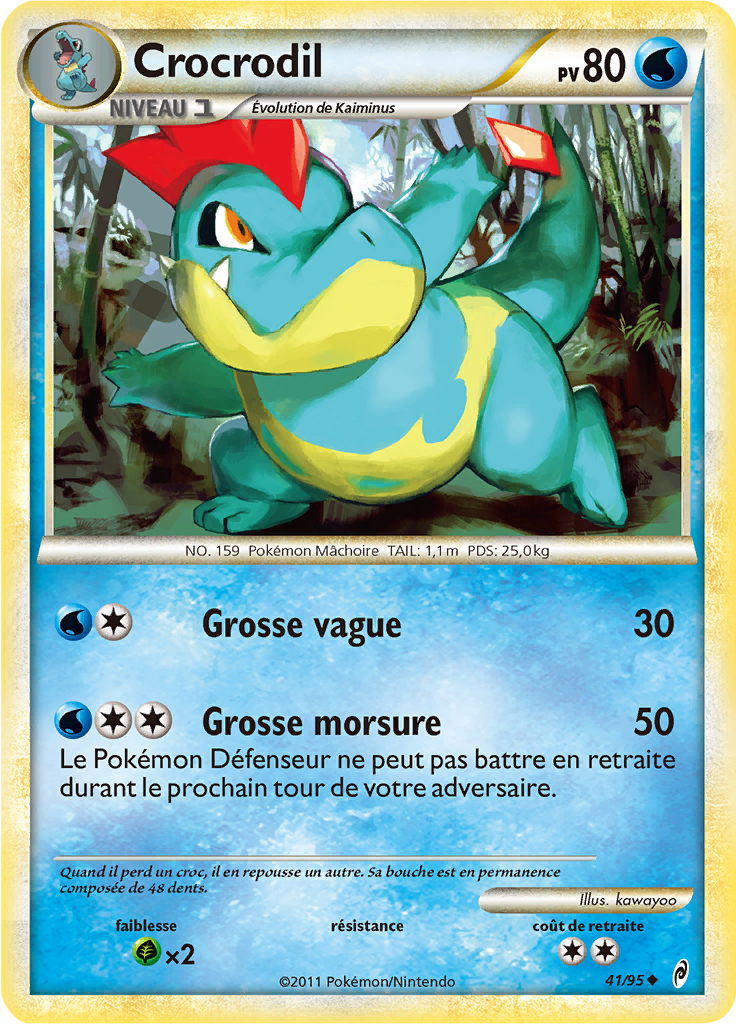 Crocrodil
PV 80
NIVEAU 1
Évolution de Kaiminus
NO. 159 Pokémon Mâchoire TAIL: 1,1 m PDS: 25,0 kg
Grosse vague 30
Grosse morsure 50
Le Pokémon Défenseur ne peut pas battre en retraite
durant le prochain tour de votre adversaire.
Quand il perd un croc, il en repousse un autre. Sa bouche est en permanence
composée de 48 dents.
Illus. kawayoo
faiblesse résistance coût de retraite
×2
©2011 Pokémon/Nintendo
41/95